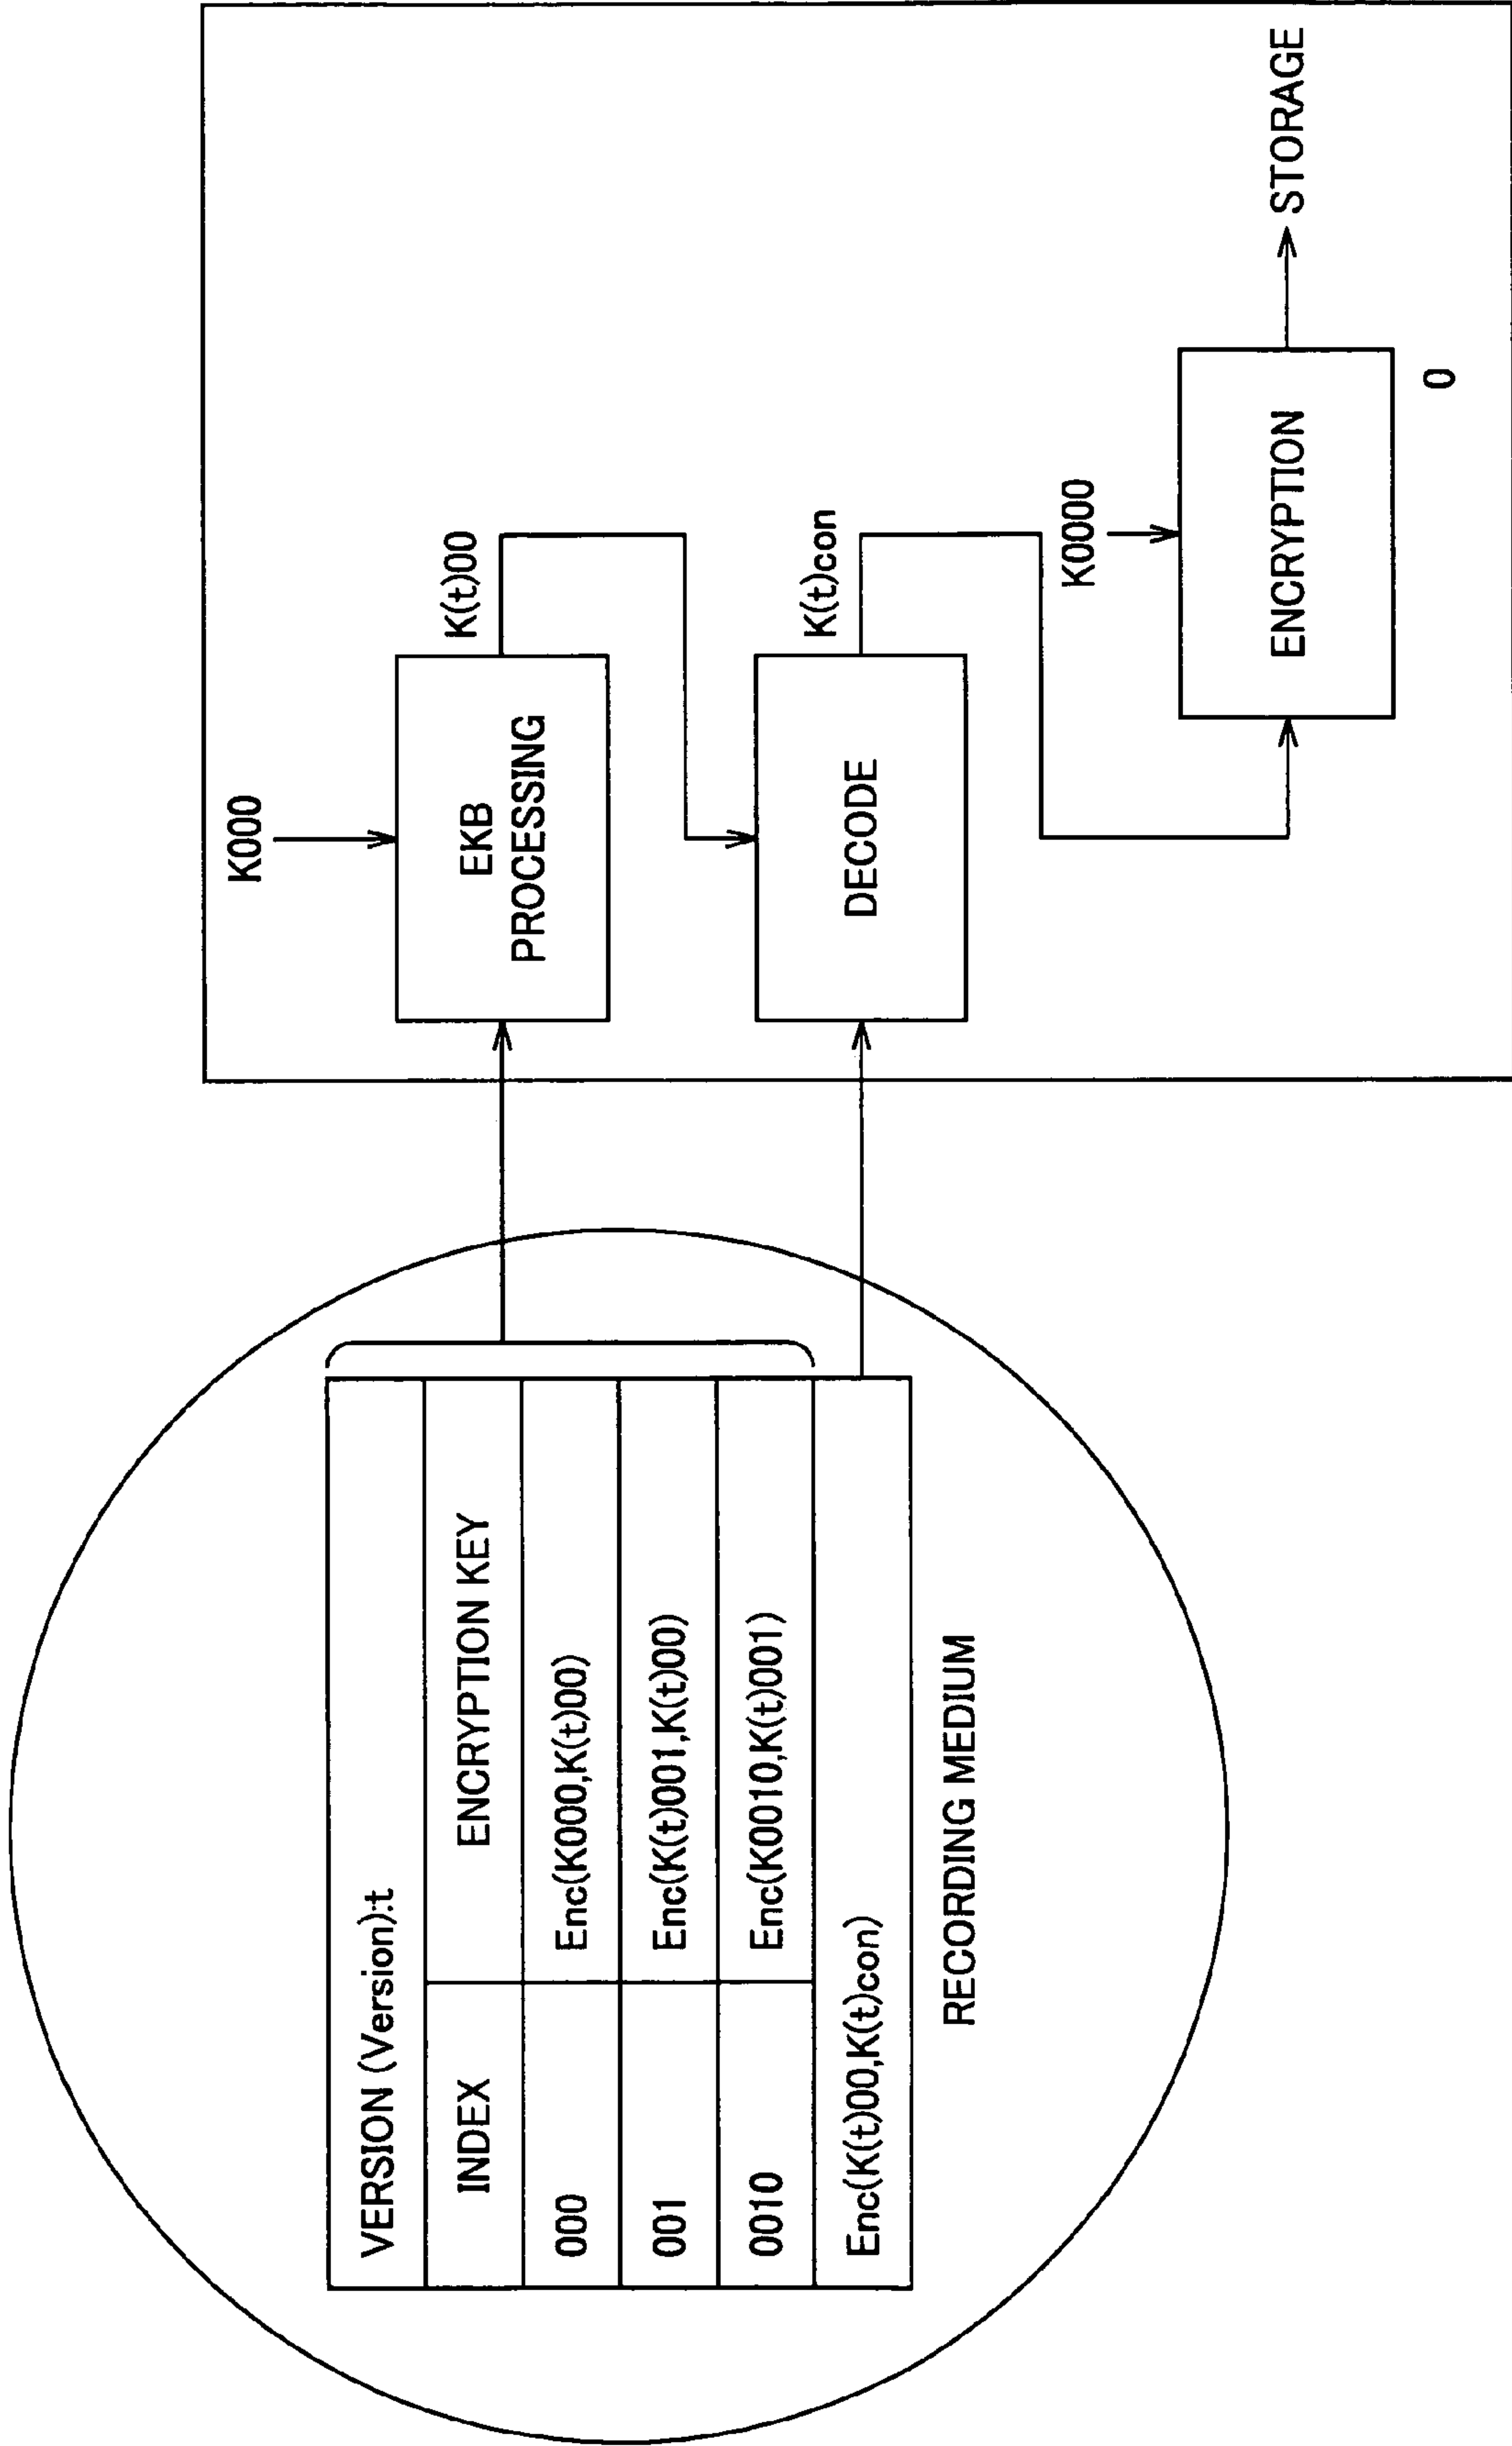 VERSION (Version):t
INDEX ENCRYPTION KEY
000 Enc(K000,K(t)00)
001 Enc(K(t)001,K(t)00)
0010 Enc(K0010,K(t)001)
Enc(K(t)00,K(t)con)
RECORDING MEDIUM
K000
EKB
PROCESSING
K(t)00
DECODE
K(t)con
K0000
ENCRYPTION
STORAGE
0